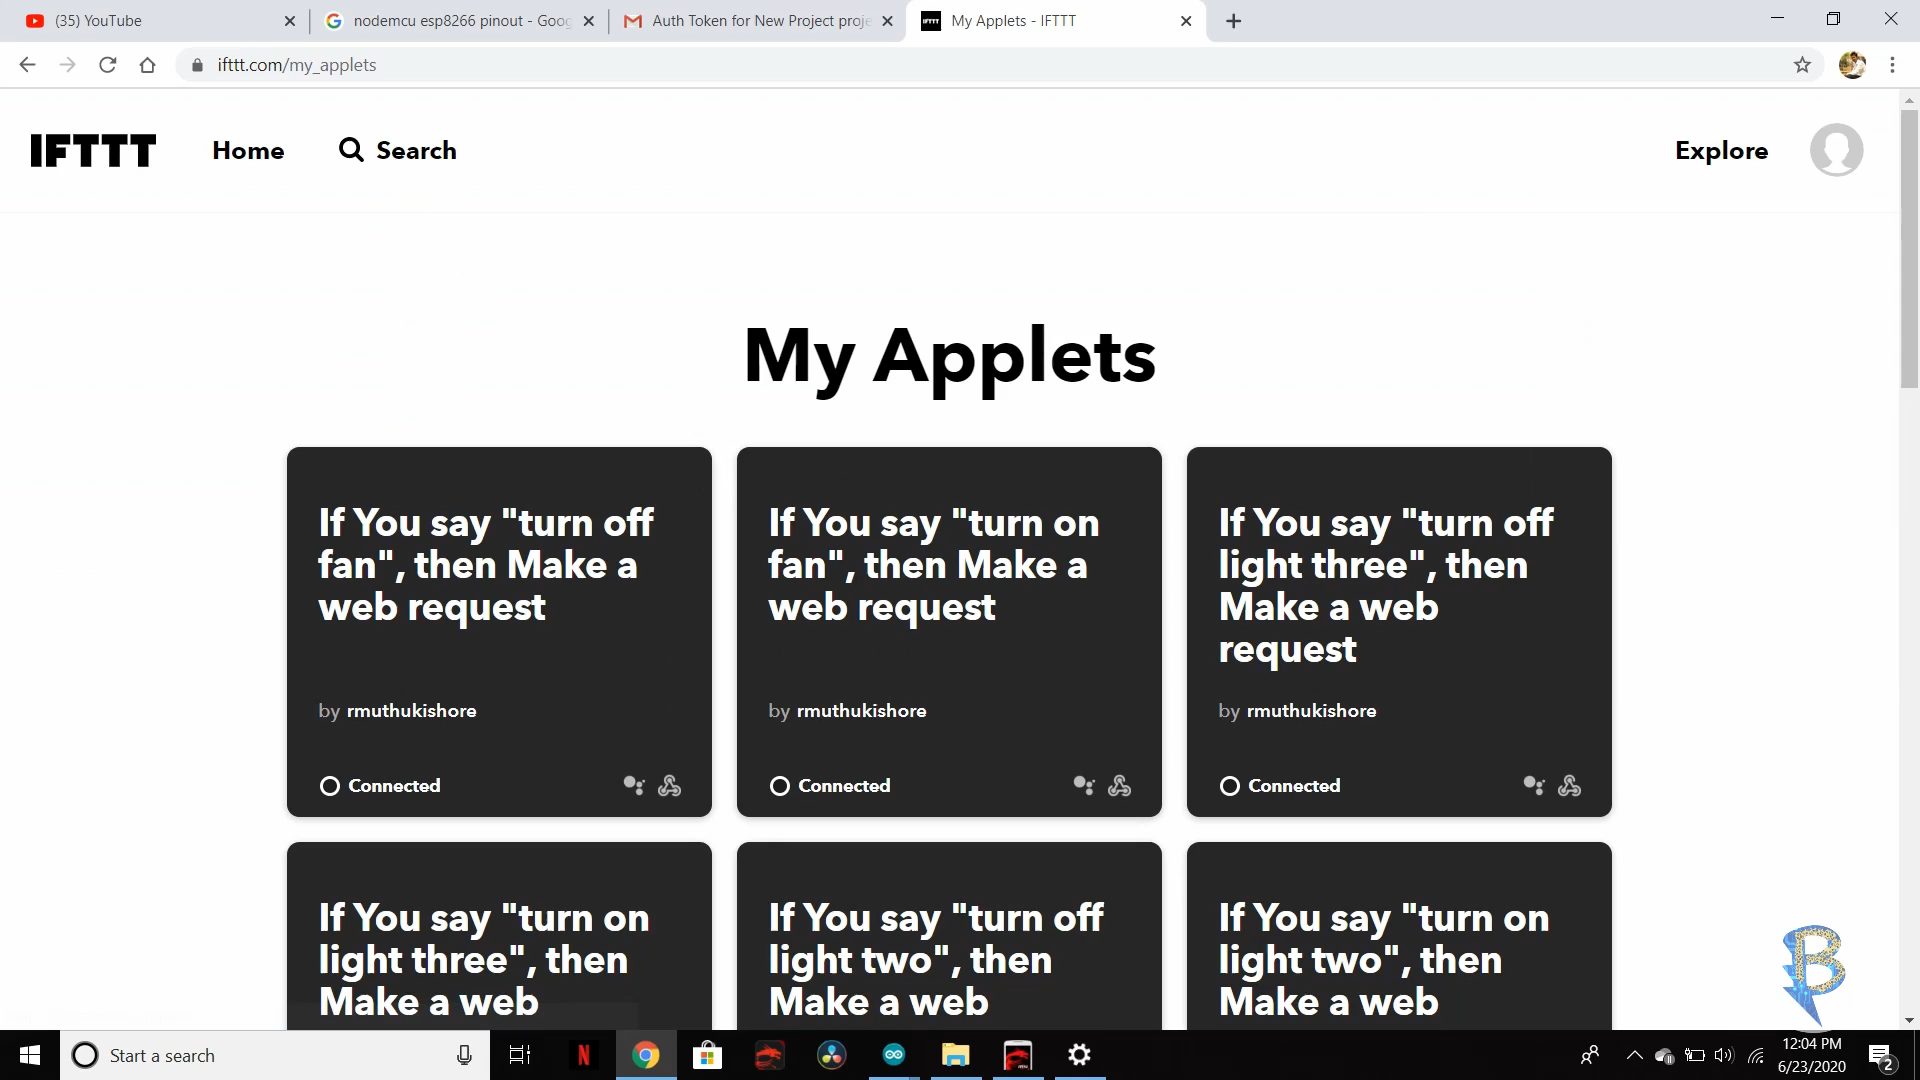 (35) YouTube
nodemcu esp8266 pinout - Goog
Auth Token for New Project proje
IFTTT
My Applets - IFTTT
ifttt.com/my_applets
IFTTT
Home
Search
Explore
My Applets
If You say "turn off
fan", then Make a
web request
by rmuthukishore
Connected
If You say "turn on
fan", then Make a
web request
by rmuthukishore
Connected
If You say "turn off
light three", then
Make a web
request
by rmuthukishore
Connected
If You say "turn on
light three", then
Make a web
If You say "turn off
light two", then
Make a web
If You say "turn on
light two", then
Make a web
B
Start a search
N
12:04 PM
6/23/2020
2